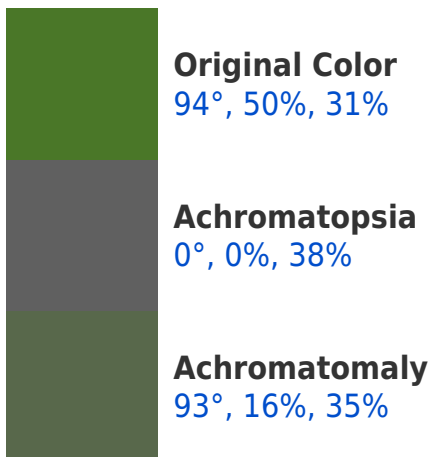 Original Color
94°, 50%, 31%
Achromatopsia
0°, 0%, 38%
Achromatomaly
93°, 16%, 35%